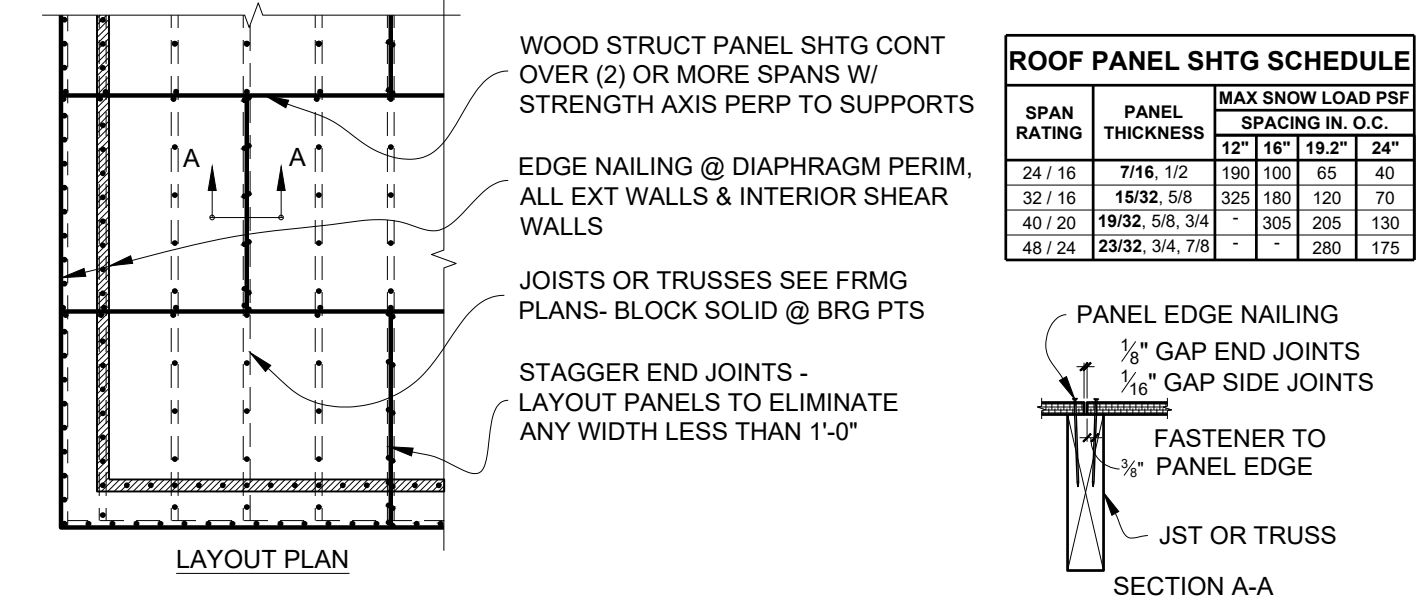 WOOD STRUCT PANEL SHTG CONT
OVER (2) OR MORE SPANS W/
STRENGTH AXIS PERP TO SUPPORTS
A A
EDGE NAILING @ DIAPHRAGM PERIM,
ALL EXT WALLS & INTERIOR SHEAR
WALLS
JOISTS OR TRUSSES SEE FRMG
PLANS- BLOCK SOLID @ BRG PTS
STAGGER END JOINTS -
LAYOUT PANELS TO ELIMINATE
ANY WIDTH LESS THAN 1'-0"
LAYOUT PLAN
ROOF PANEL SHTG SCHEDULE
SPAN RATING PANEL THICKNESS MAX SNOW LOAD PSF
SPACING IN. O.C.
12" 16" 19.2" 24"
24 / 16 7/16, 1/2 190 100 65 40
32 / 16 15/32, 5/8 325 180 120 70
40 / 20 19/32, 5/8, 3/4 - 305 205 130
48 / 24 23/32, 3/4, 7/8 - - 280 175
PANEL EDGE NAILING
1/8" GAP END JOINTS
1/16" GAP SIDE JOINTS
FASTENER TO
3/8" PANEL EDGE
JST OR TRUSS
SECTION A-A